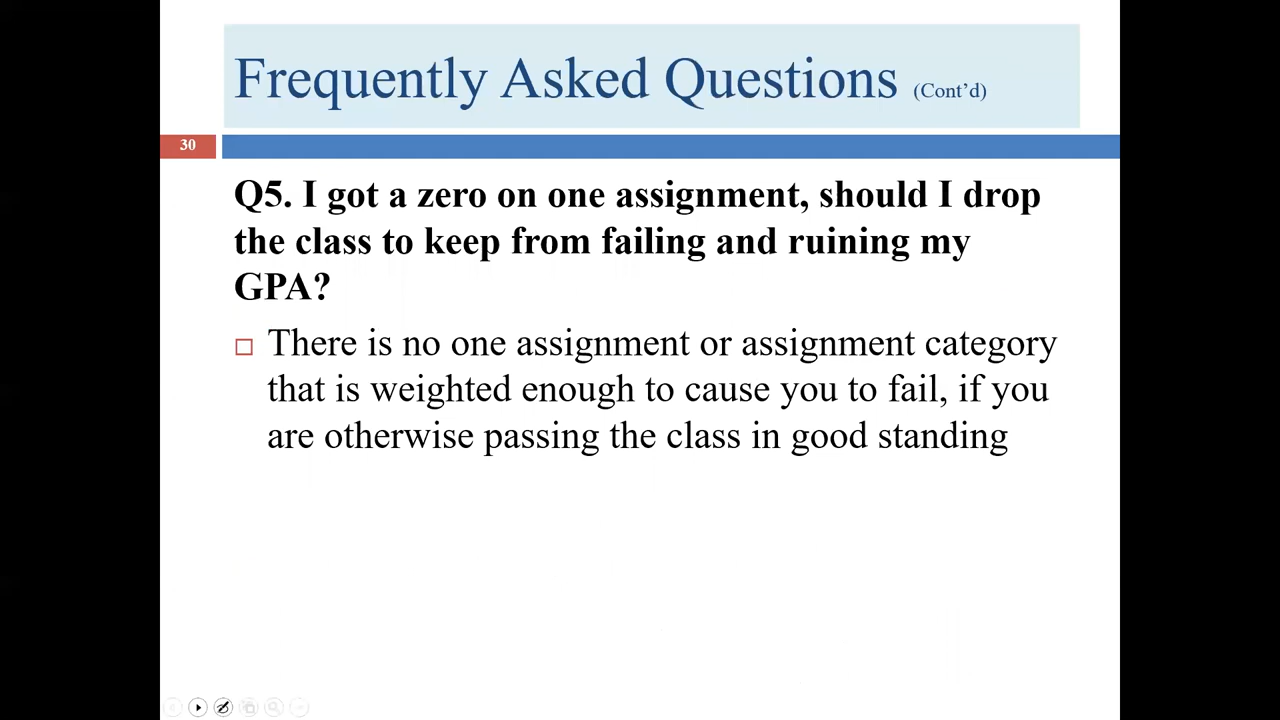 Frequently Asked Questions (Cont’d)
30
Q5. I got a zero on one assignment, should I drop
the class to keep from failing and ruining my
GPA?
There is no one assignment or assignment category
that is weighted enough to cause you to fail, if you
are otherwise passing the class in good standing